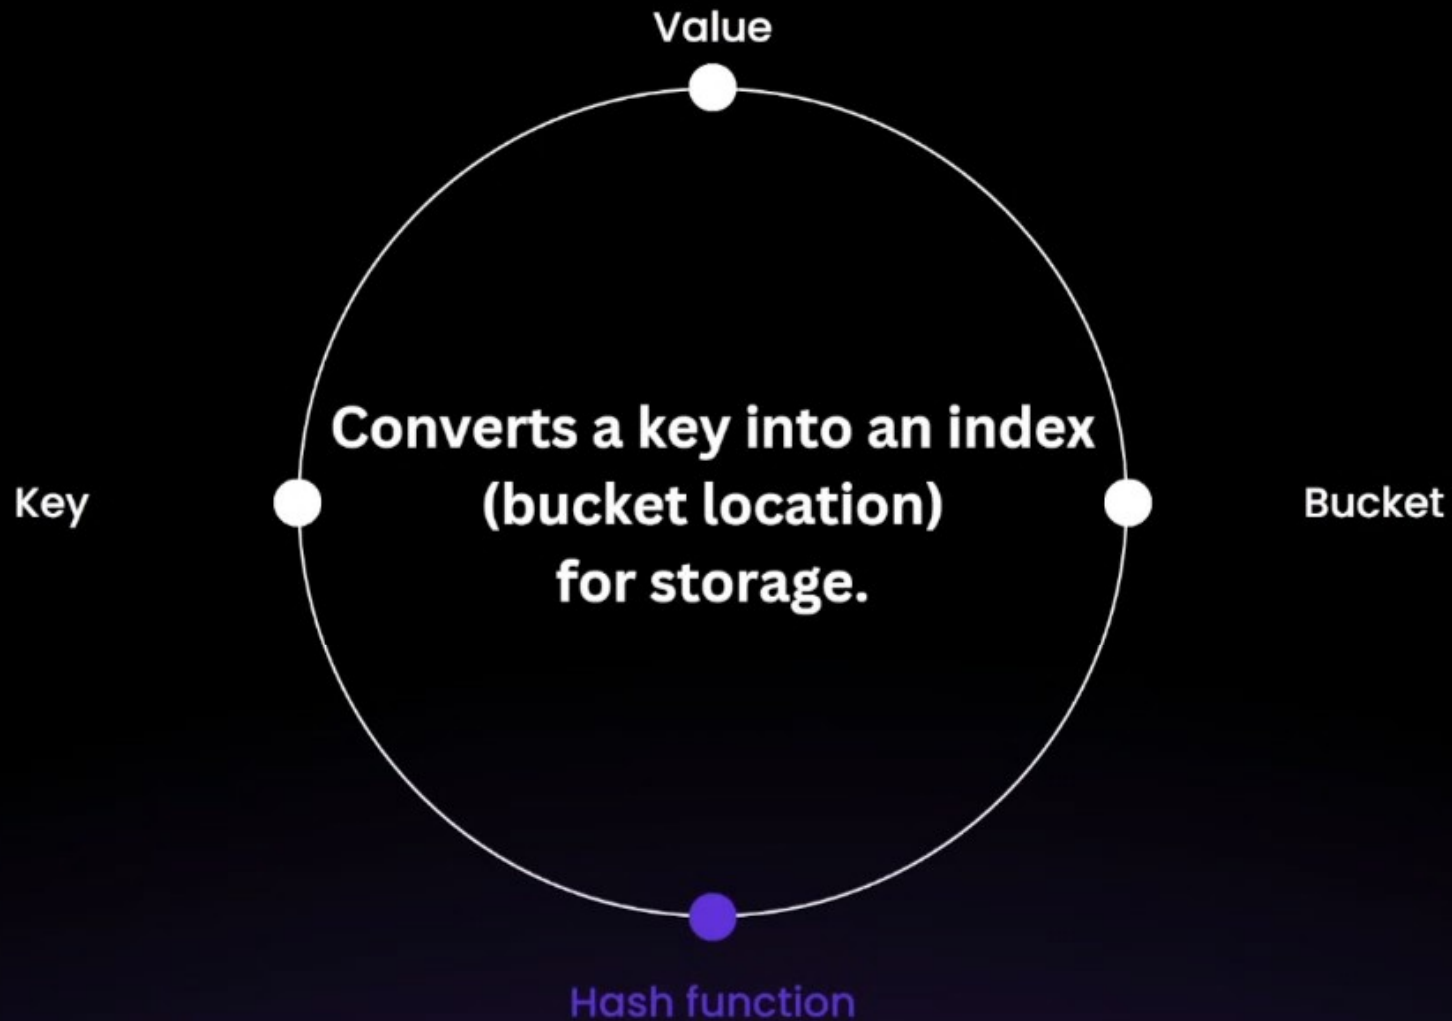 Value
Converts a key into an index
Key
(bucket location)
Bucket
for storage.
Hash function